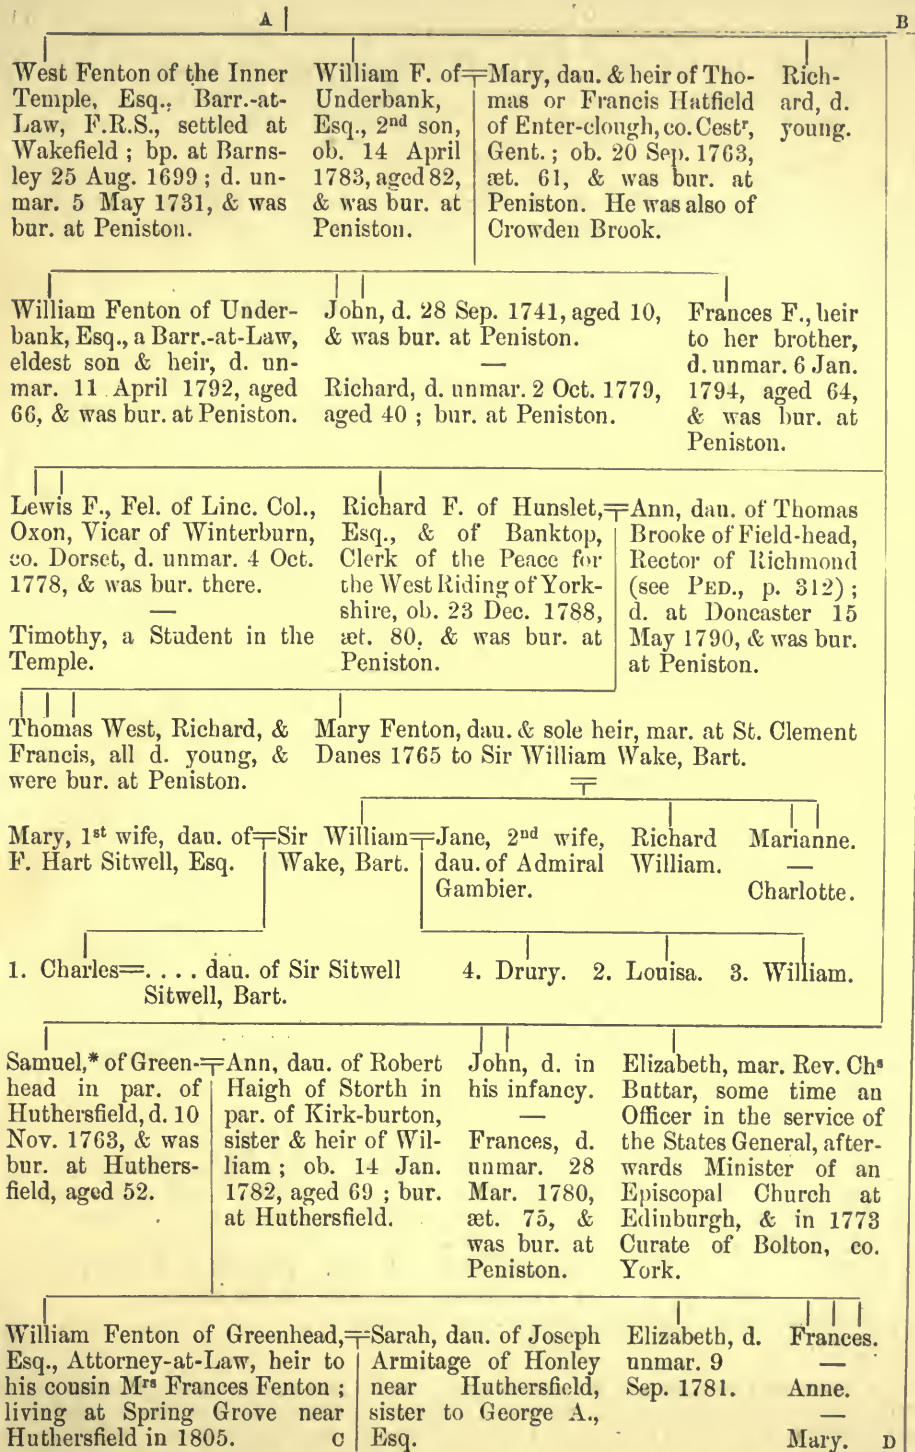 A
B
West Fenton of the Inner
Temple, Esq., Barr.-at-
Law, F.R.S., settled at
Wakefield ; bp. at Barns-
ley 25 Aug. 1699 ; d. un-
mar. 5 May 1731, & was
bur. at Peniston.
William F. of
Underbank,
Esq., 2nd son,
ob. 14 April
1783, aged 82,
& was bur. at
Peniston.
Mary, dau. & heir of Tho-
mas or Francis Hatfield
of Enter-clough, co. Cestr,
Gent. ; ob. 20 Sep. 1763,
æt. 61, & was bur. at
Peniston. He was also of
Crowden Brook.
Rich-
ard, d.
young.
William Fenton of Under-
bank, Esq., a Barr.-at-Law,
eldest son & heir, d. un-
mar. 11 April 1792, aged
66, & was bur. at Peniston.
John, d. 28 Sep. 1741, aged 10,
& was bur. at Peniston.
—
Richard, d. unmar. 2 Oct. 1779,
aged 40 ; bur. at Peniston.
Frances F., heir
to her brother,
d. unmar. 6 Jan.
1794, aged 64,
& was bur. at
Peniston.
Lewis F., Fel. of Linc. Col.,
Oxon, Vicar of Winterburn,
co. Dorset, d. unmar. 4 Oct.
1778, & was bur. there.
—
Timothy, a Student in the
Temple.
Richard F. of Hunslet,
Esq., & of Banktop,
Clerk of the Peace for
the West Riding of York-
shire, ob. 23 Dec. 1788,
æt. 80, & was bur. at
Peniston.
Ann, dau. of Thomas
Brooke of Field-head,
Rector of Richmond
(see PED., p. 312) ;
d. at Doncaster 15
May 1790, & was bur.
at Peniston.
Thomas West, Richard, &
Francis, all d. young, &
were bur. at Peniston.
Mary Fenton, dau. & sole heir, mar. at St. Clement
Danes 1765 to Sir William Wake, Bart.
Mary, 1st wife, dau. of
F. Hart Sitwell, Esq.
Sir William
Wake, Bart.
Jane, 2nd wife,
dau. of Admiral
Gambier.
Richard
William.
Marianne.
—
Charlotte.
1. Charles=. . . . dau. of Sir Sitwell
Sitwell, Bart.
4. Drury. 2. Louisa. 3. William.
Samuel,* of Green-
head in par. of
Huthersfield, d. 10
Nov. 1763, & was
bur. at Huthers-
field, aged 52.
Ann, dau. of Robert
Haigh of Storth in
par. of Kirk-burton,
sister & heir of Wil-
liam ; ob. 14 Jan.
1782, aged 69 ; bur.
at Huthersfield.
John, d. in
his infancy.
—
Frances, d.
unmar. 28
Mar. 1780,
æt. 75, &
was bur. at
Peniston.
Elizabeth, mar. Rev. Chs
Buttar, some time an
Officer in the service of
the States General, after-
wards Minister of an
Episcopal Church at
Edinburgh, & in 1773
Curate of Bolton, co.
York.
William Fenton of Greenhead,
Esq., Attorney-at-Law, heir to
his cousin Mrs Frances Fenton ;
living at Spring Grove near
Huthersfield in 1805. C
Sarah, dau. of Joseph
Armitage of Honley
near Huthersfield,
sister to George A.,
Esq.
Elizabeth, d.
unmar. 9
Sep. 1781.
Frances.
—
Anne.
—
Mary. D